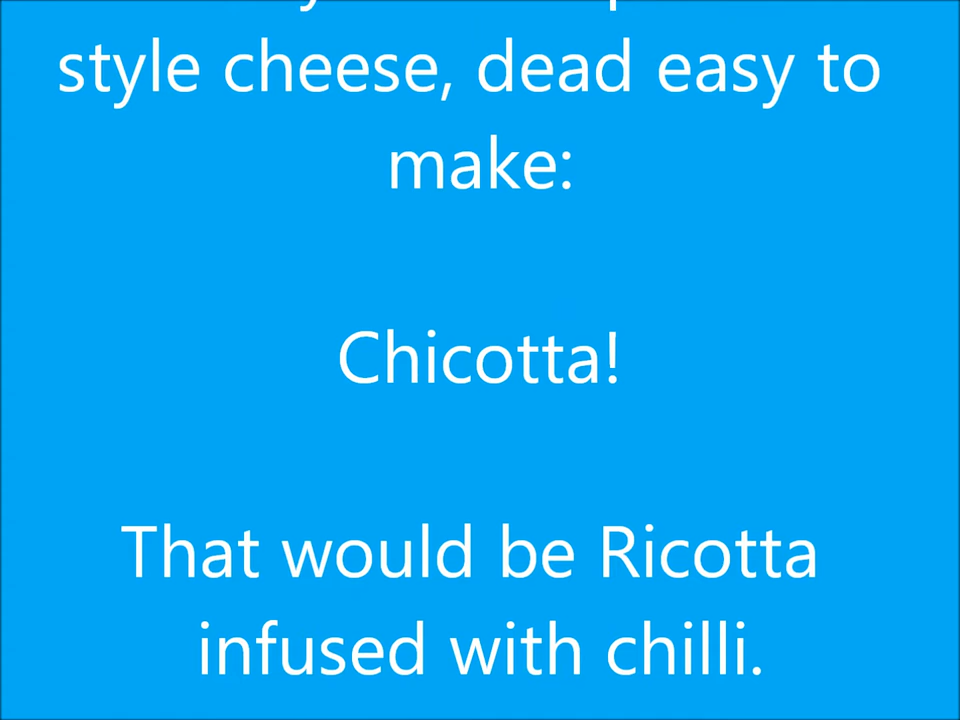 style cheese, dead easy to
make:
Chicotta!
That would be Ricotta
infused with chilli.